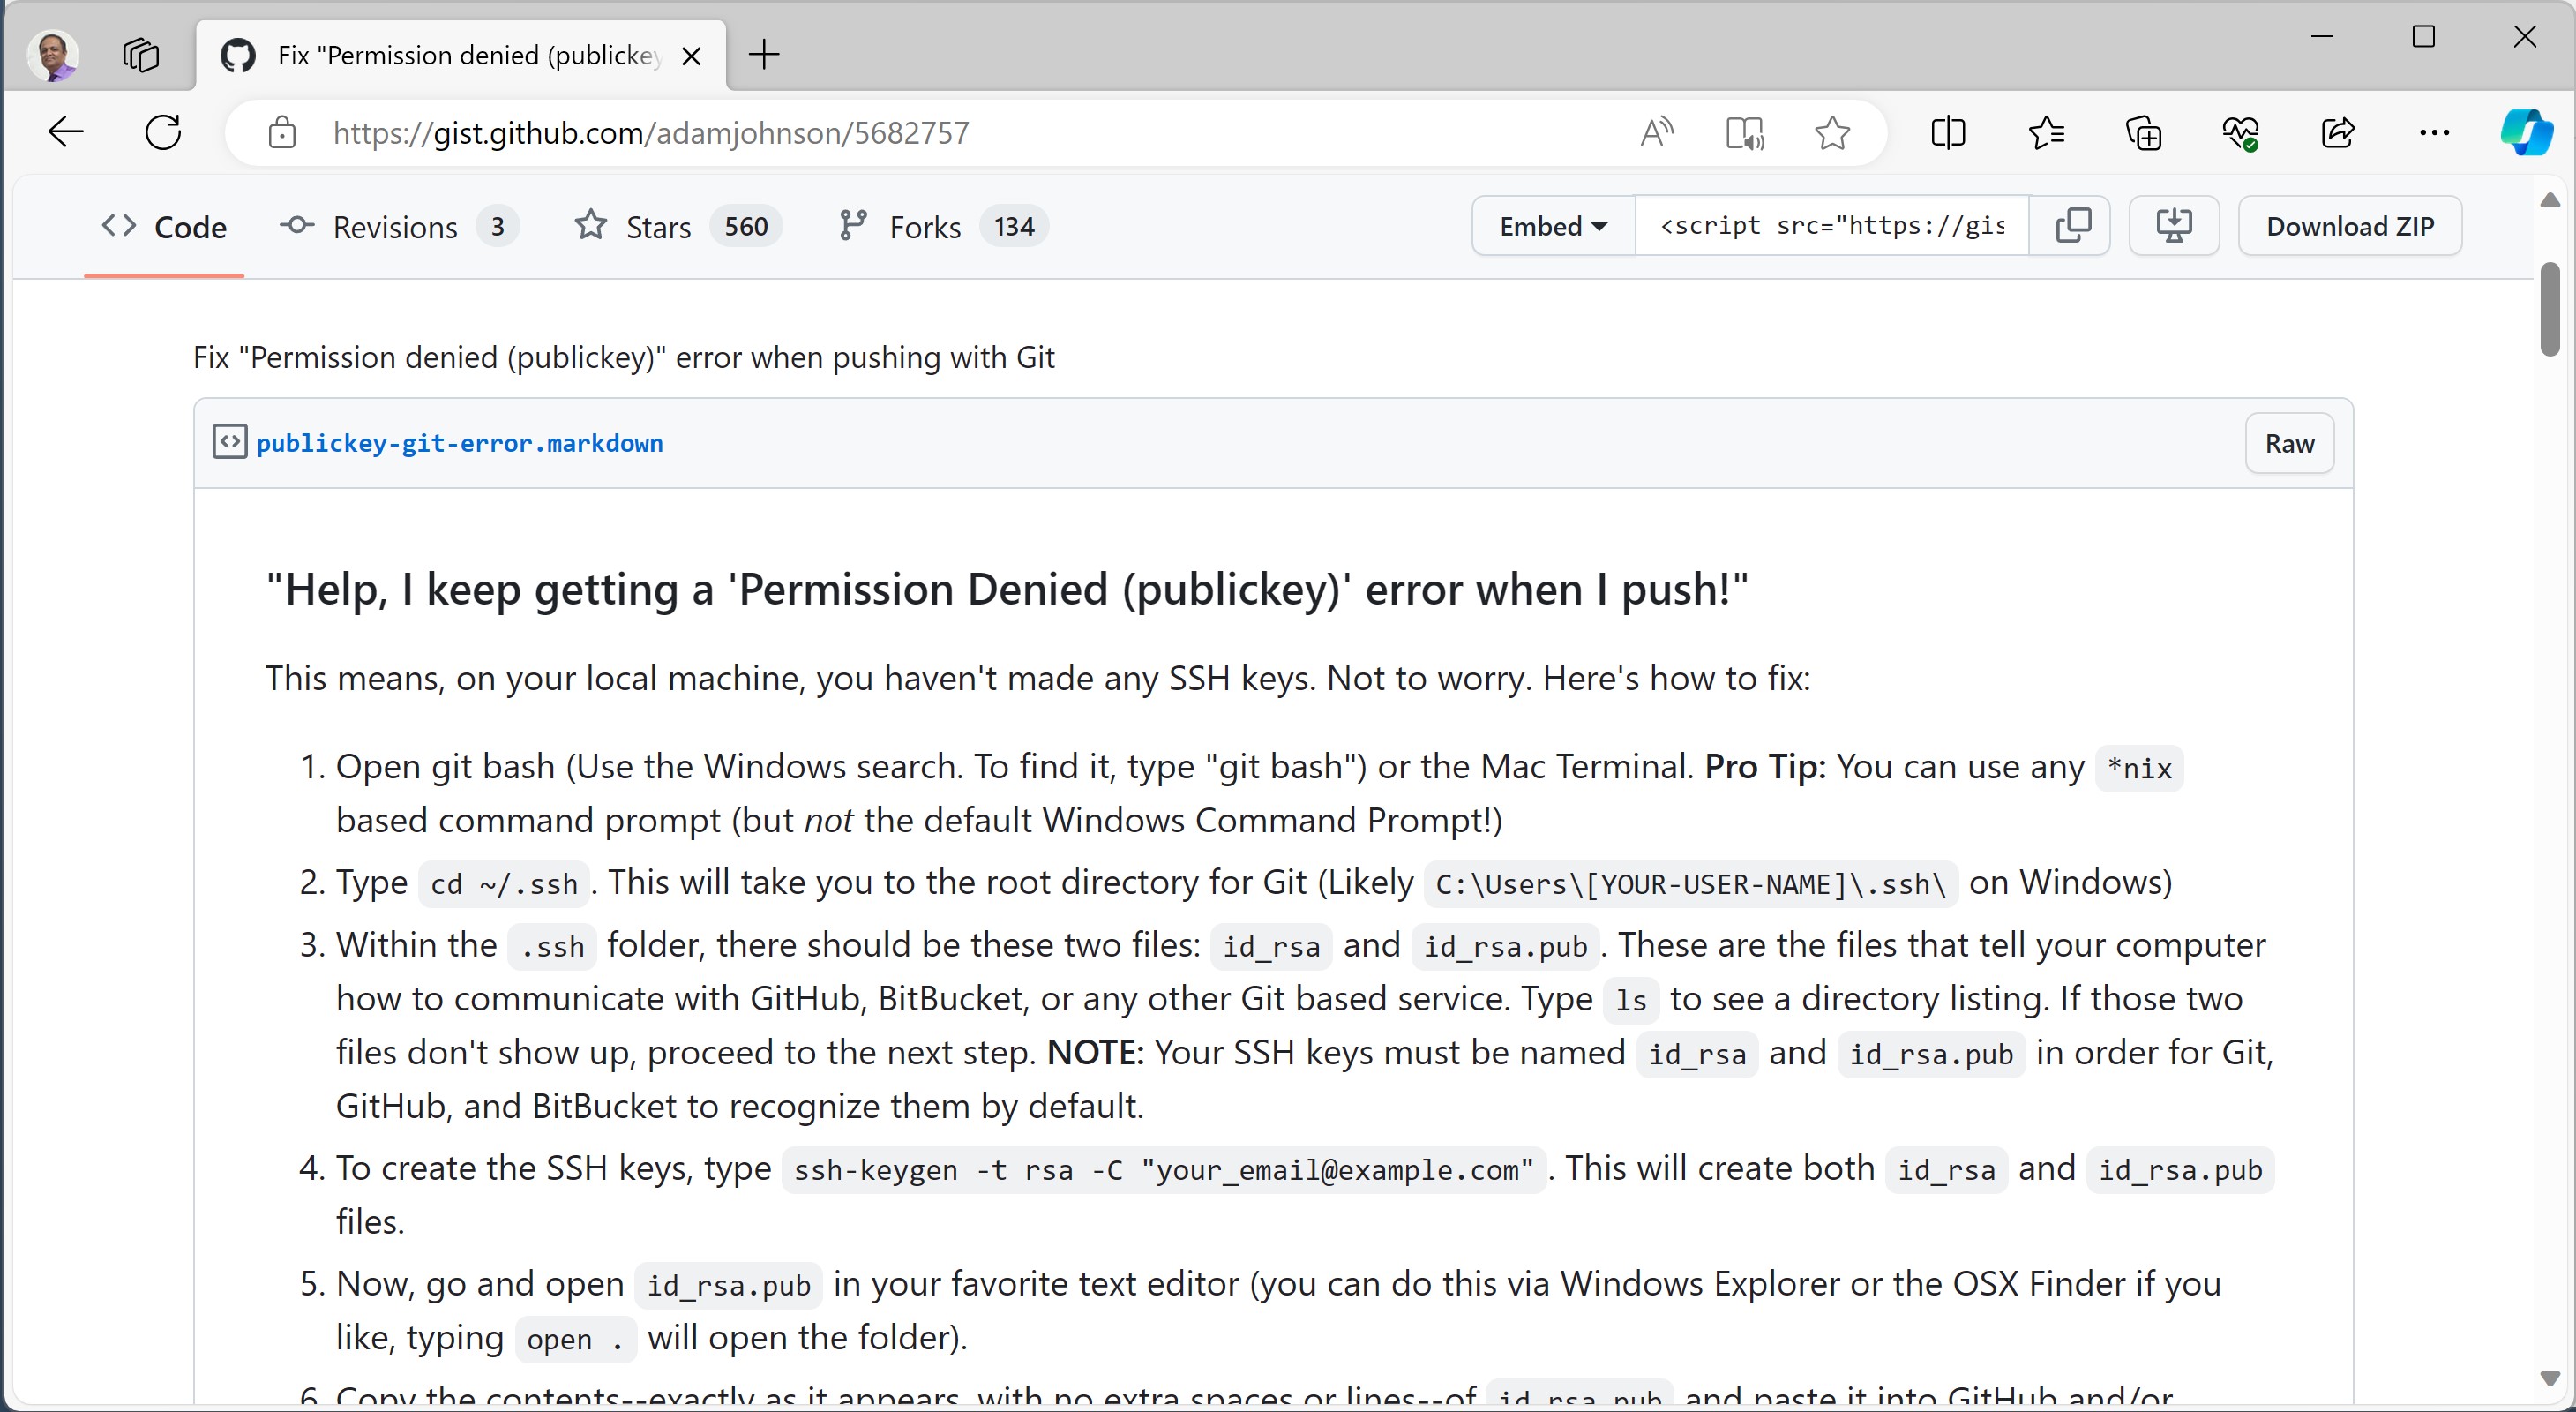 Fix "Permission denied (publickey
https://gist.github.com/adamjohnson/5682757
Code Revisions 3 Stars 560 Forks 134 Embed <script src="https://gis Download ZIP
Fix "Permission denied (publickey)" error when pushing with Git
publickey-git-error.markdown Raw
"Help, I keep getting a 'Permission Denied (publickey)' error when I push!"
This means, on your local machine, you haven't made any SSH keys. Not to worry. Here's how to fix:
1. Open git bash (Use the Windows search. To find it, type "git bash") or the Mac Terminal. Pro Tip: You can use any *nix
based command prompt (but not the default Windows Command Prompt!)
2. Type cd ~/.ssh. This will take you to the root directory for Git (Likely C:\Users\[YOUR-USER-NAME]\.ssh\ on Windows)
3. Within the .ssh folder, there should be these two files: id_rsa and id_rsa.pub. These are the files that tell your computer
how to communicate with GitHub, BitBucket, or any other Git based service. Type ls to see a directory listing. If those two
files don't show up, proceed to the next step. NOTE: Your SSH keys must be named id_rsa and id_rsa.pub in order for Git,
GitHub, and BitBucket to recognize them by default.
4. To create the SSH keys, type ssh-keygen -t rsa -C "your_email@example.com". This will create both id_rsa and id_rsa.pub
files.
5. Now, go and open id_rsa.pub in your favorite text editor (you can do this via Windows Explorer or the OSX Finder if you
like, typing open . will open the folder).
6. Copy the contents--exactly as it appears, with no extra spaces or lines--of id_rsa.pub and paste it into GitHub and/or